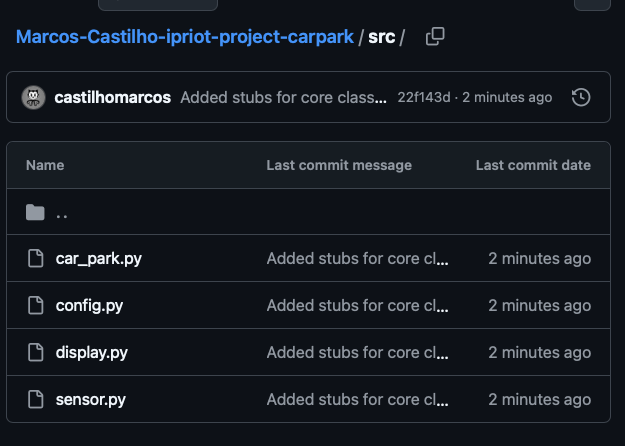 Marcos-Castilho-ipriot-project-carpark / src /
castilhomarcos Added stubs for core class... 22f143d · 2 minutes ago
Name Last commit message Last commit date
..
car_park.py Added stubs for core cl... 2 minutes ago
config.py Added stubs for core cl... 2 minutes ago
display.py Added stubs for core cl... 2 minutes ago
sensor.py Added stubs for core cl... 2 minutes ago